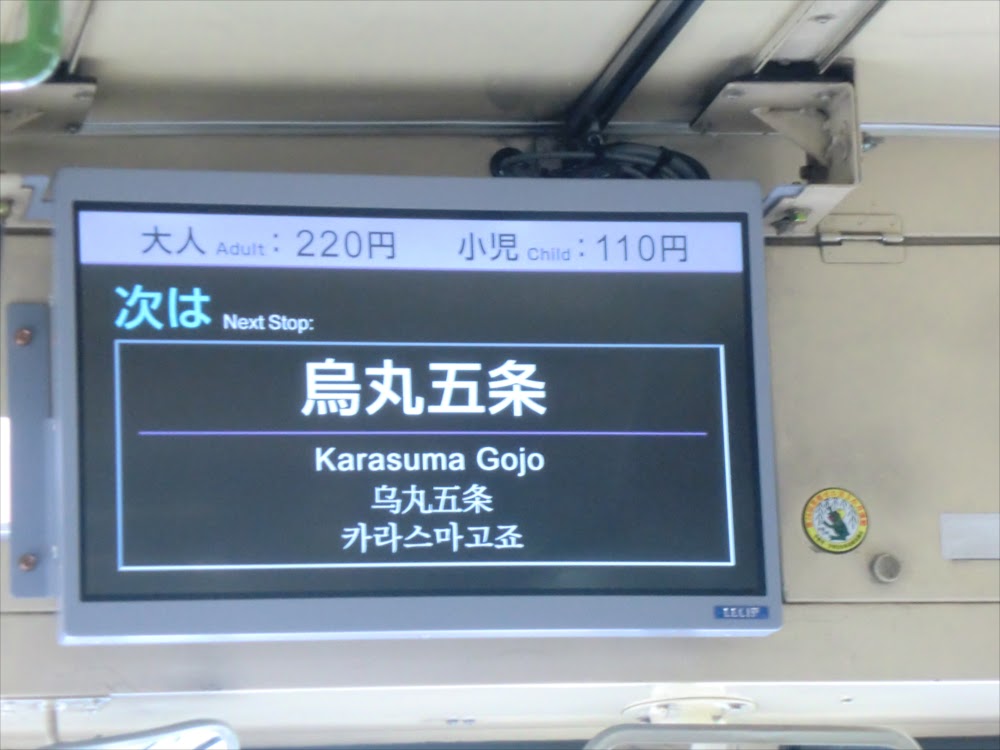 大人 Adult : 220円 小児 Child : 110円
次は Next Stop:
烏丸五条
Karasuma Gojo
乌丸五条
카라스마고죠